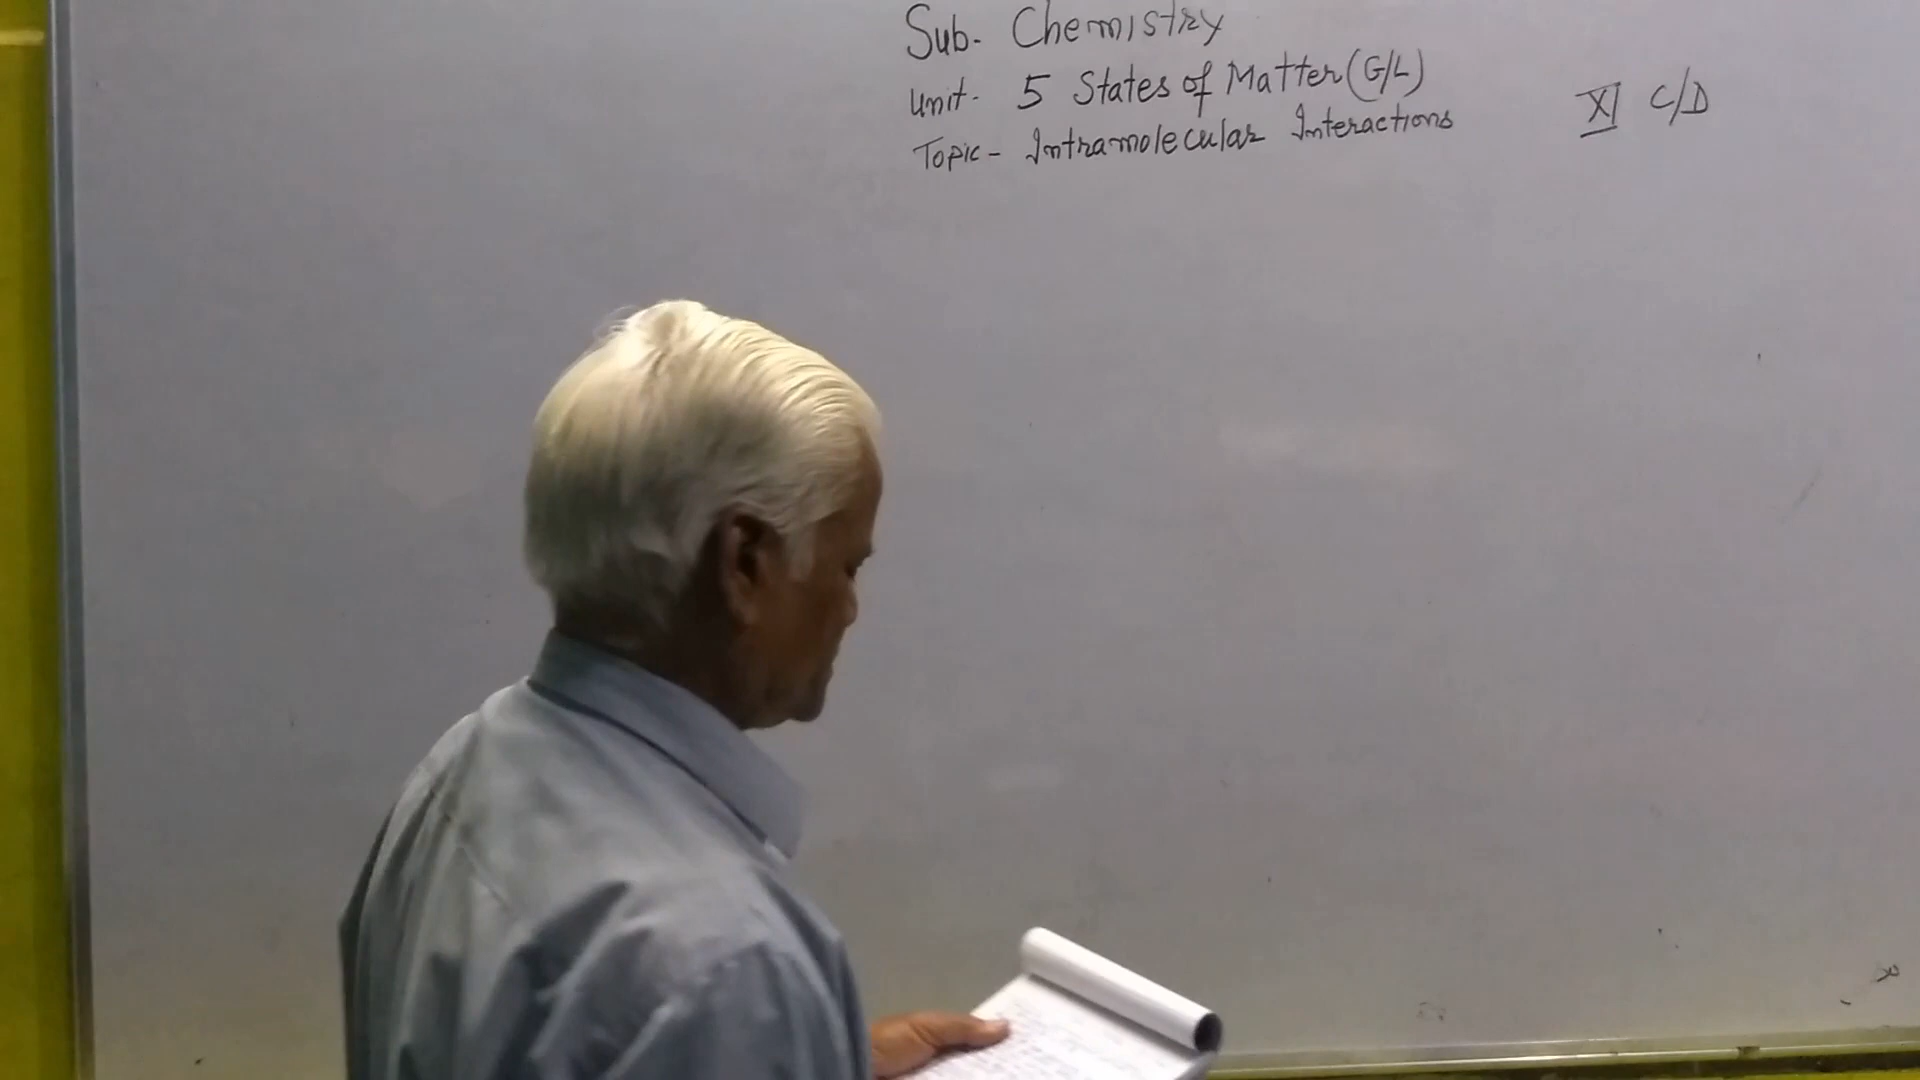 Sub- Chemistry
Unit- 5 States of Matter (G/L)
XI C/D
Topic- Intramolecular Interactions